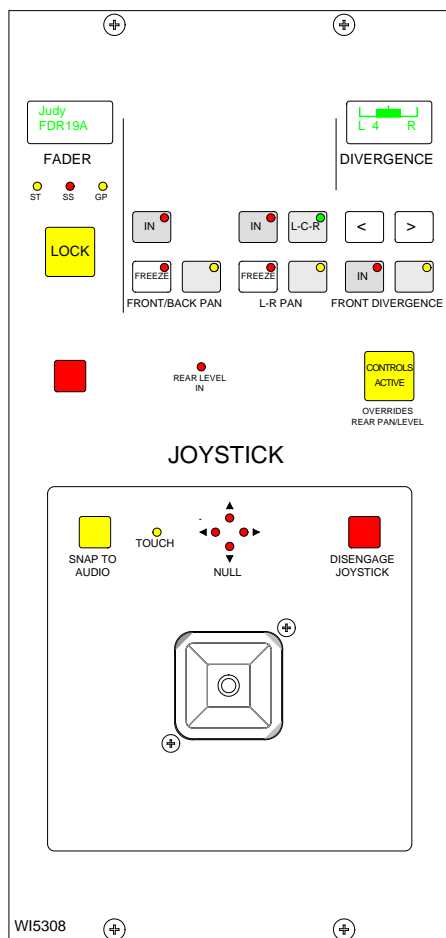 Judy
FDR19A
L 4 R
FADER
DIVERGENCE
ST SS GP
LOCK
IN
IN
L-C-R
<
>
FREEZE
FREEZE
IN
FRONT/BACK PAN
L-R PAN
FRONT DIVERGENCE
REAR LEVEL
IN
CONTROLS
ACTIVE
OVERRIDES
REAR PAN/LEVEL
JOYSTICK
SNAP TO
AUDIO
TOUCH
NULL
DISENGAGE
JOYSTICK
WI5308